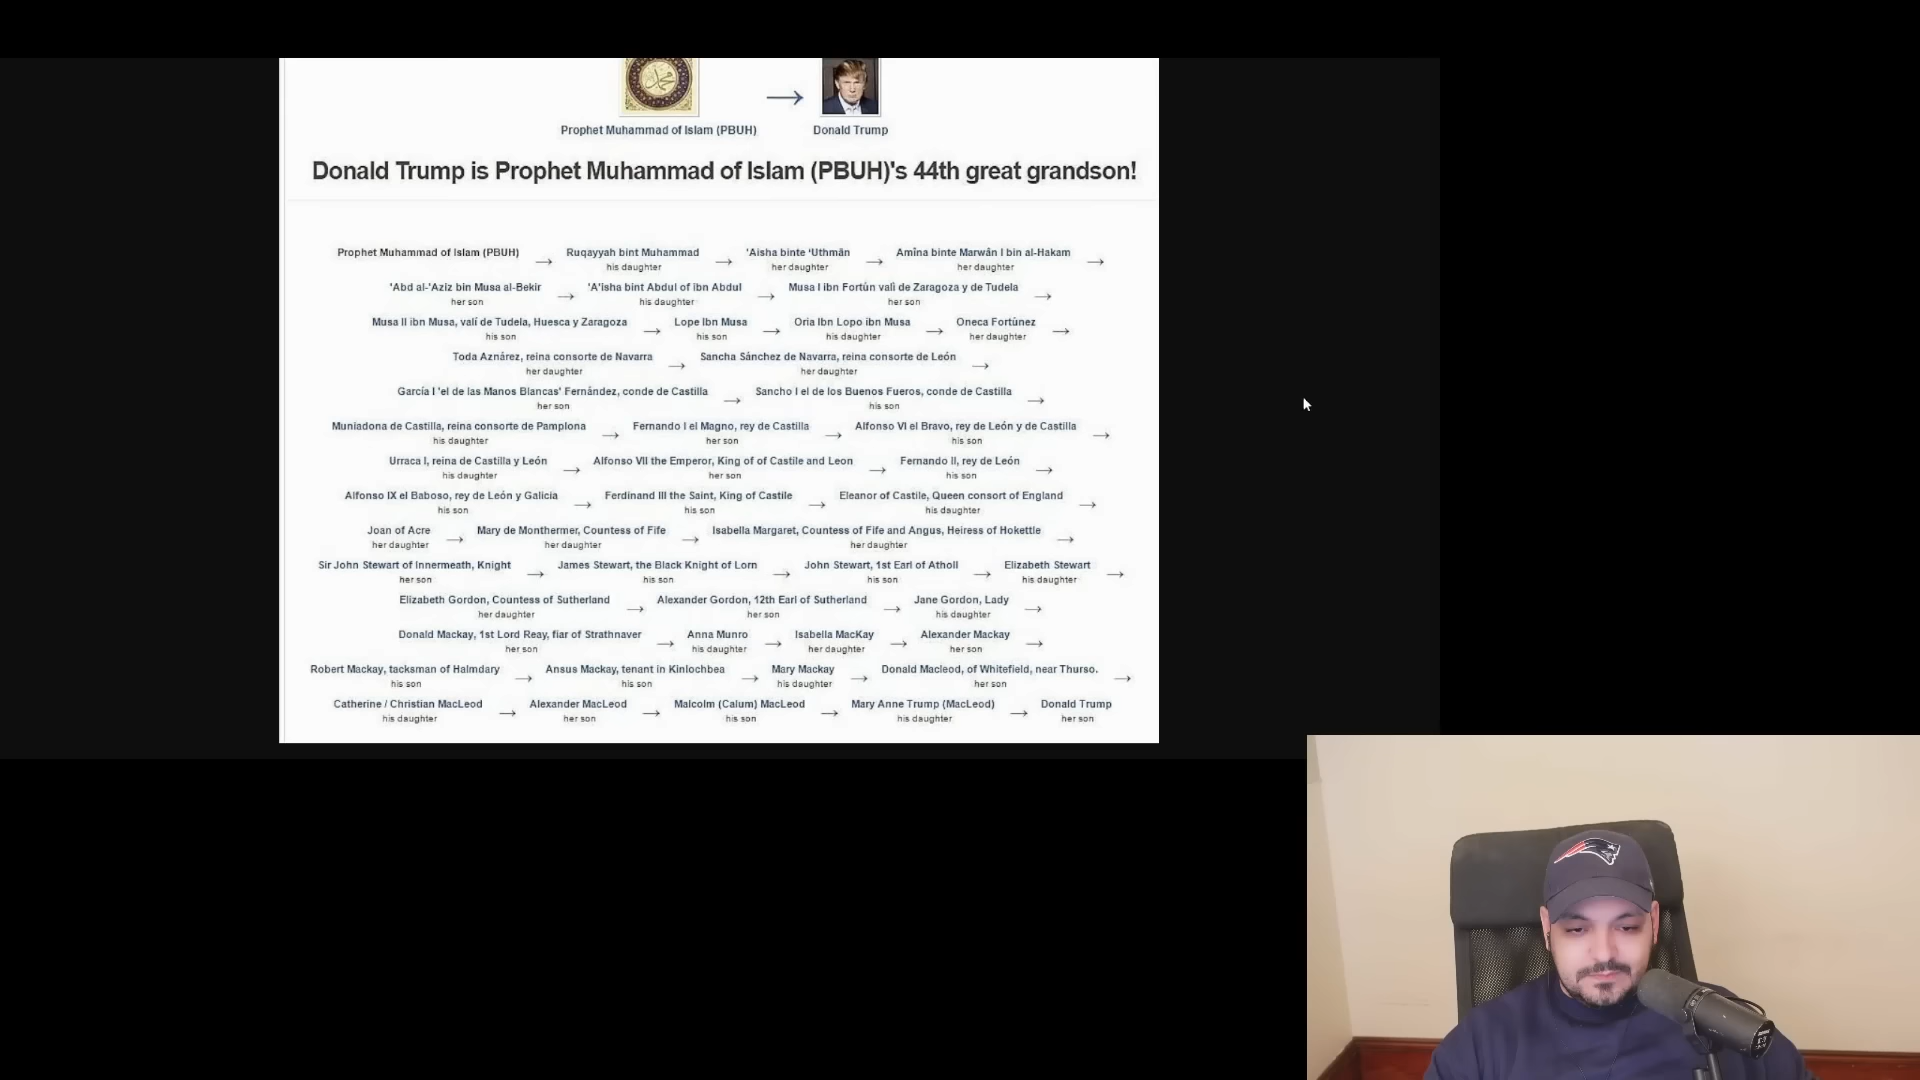 Prophet Muhammad of Islam (PBUH) → Donald Trump
Donald Trump is Prophet Muhammad of Islam (PBUH)'s 44th great grandson!
Prophet Muhammad of Islam (PBUH) → Ruqayyah bint Muhammad → 'Aisha binte 'Uthmān → Amīna binte Marwân I bin al-Hakam →
his daughter her daughter her daughter
'Abd al-'Aziz bin Musa al-Bekir → 'A'isha bint Abdul of ibn Abdul → Musa I ibn Fortún valí de Zaragoza y de Tudela →
her son his daughter her son
Musa II ibn Musa, valí de Tudela, Huesca y Zaragoza → Lope Ibn Musa → Oria Ibn Lopo ibn Musa → Oneca Fortúnez →
his son his son his daughter her daughter
Toda Aznárez, reina consorte de Navarra → Sancha Sánchez de Navarra, reina consorte de León →
her daughter her daughter
García I 'el de las Manos Blancas' Fernández, conde de Castilla → Sancho I el de los Buenos Fueros, conde de Castilla →
her son his son
Muniadona de Castilla, reina consorte de Pamplona → Fernando I el Magno, rey de Castilla → Alfonso VI el Bravo, rey de León y de Castilla →
his daughter her son his son
Urraca I, reina de Castilla y León → Alfonso VII the Emperor, King of of Castile and Leon → Fernando II, rey de León →
his daughter her son his son
Alfonso IX el Baboso, rey de León y Galicia → Ferdinand III the Saint, King of Castile → Eleanor of Castile, Queen consort of England →
his son his son his daughter
Joan of Acre → Mary de Monthermer, Countess of Fife → Isabella Margaret, Countess of Fife and Angus, Heiress of Hokettle →
her daughter her daughter her daughter
Sir John Stewart of Innermeath, Knight → James Stewart, the Black Knight of Lorn → John Stewart, 1st Earl of Atholl → Elizabeth Stewart →
her son his son his son his daughter
Elizabeth Gordon, Countess of Sutherland → Alexander Gordon, 12th Earl of Sutherland → Jane Gordon, Lady →
her daughter her son his daughter
Donald Mackay, 1st Lord Reay, fiar of Strathnaver → Anna Munro → Isabella MacKay → Alexander Mackay →
her son his daughter her daughter her son
Robert Mackay, tacksman of Halmdary → Ansus Mackay, tenant in Kinlochbea → Mary Mackay → Donald Macleod, of Whitefield, near Thurso. →
his son his son his daughter her son
Catherine / Christian MacLeod → Alexander MacLeod → Malcolm (Calum) MacLeod → Mary Anne Trump (MacLeod) → Donald Trump
his daughter her son his son his daughter her son